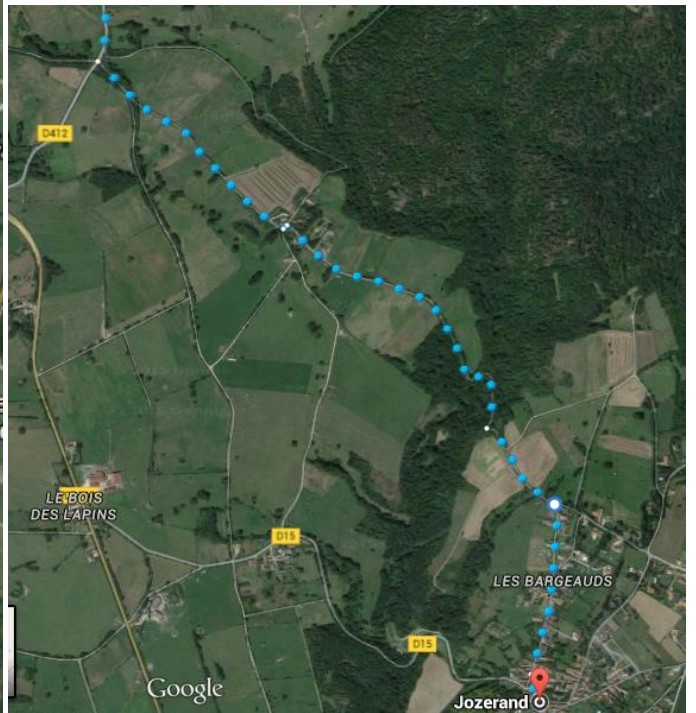 D412
LE BOIS
DES LAPINS
D15
LES BARGEAUDS
D15
Google
Jozerand